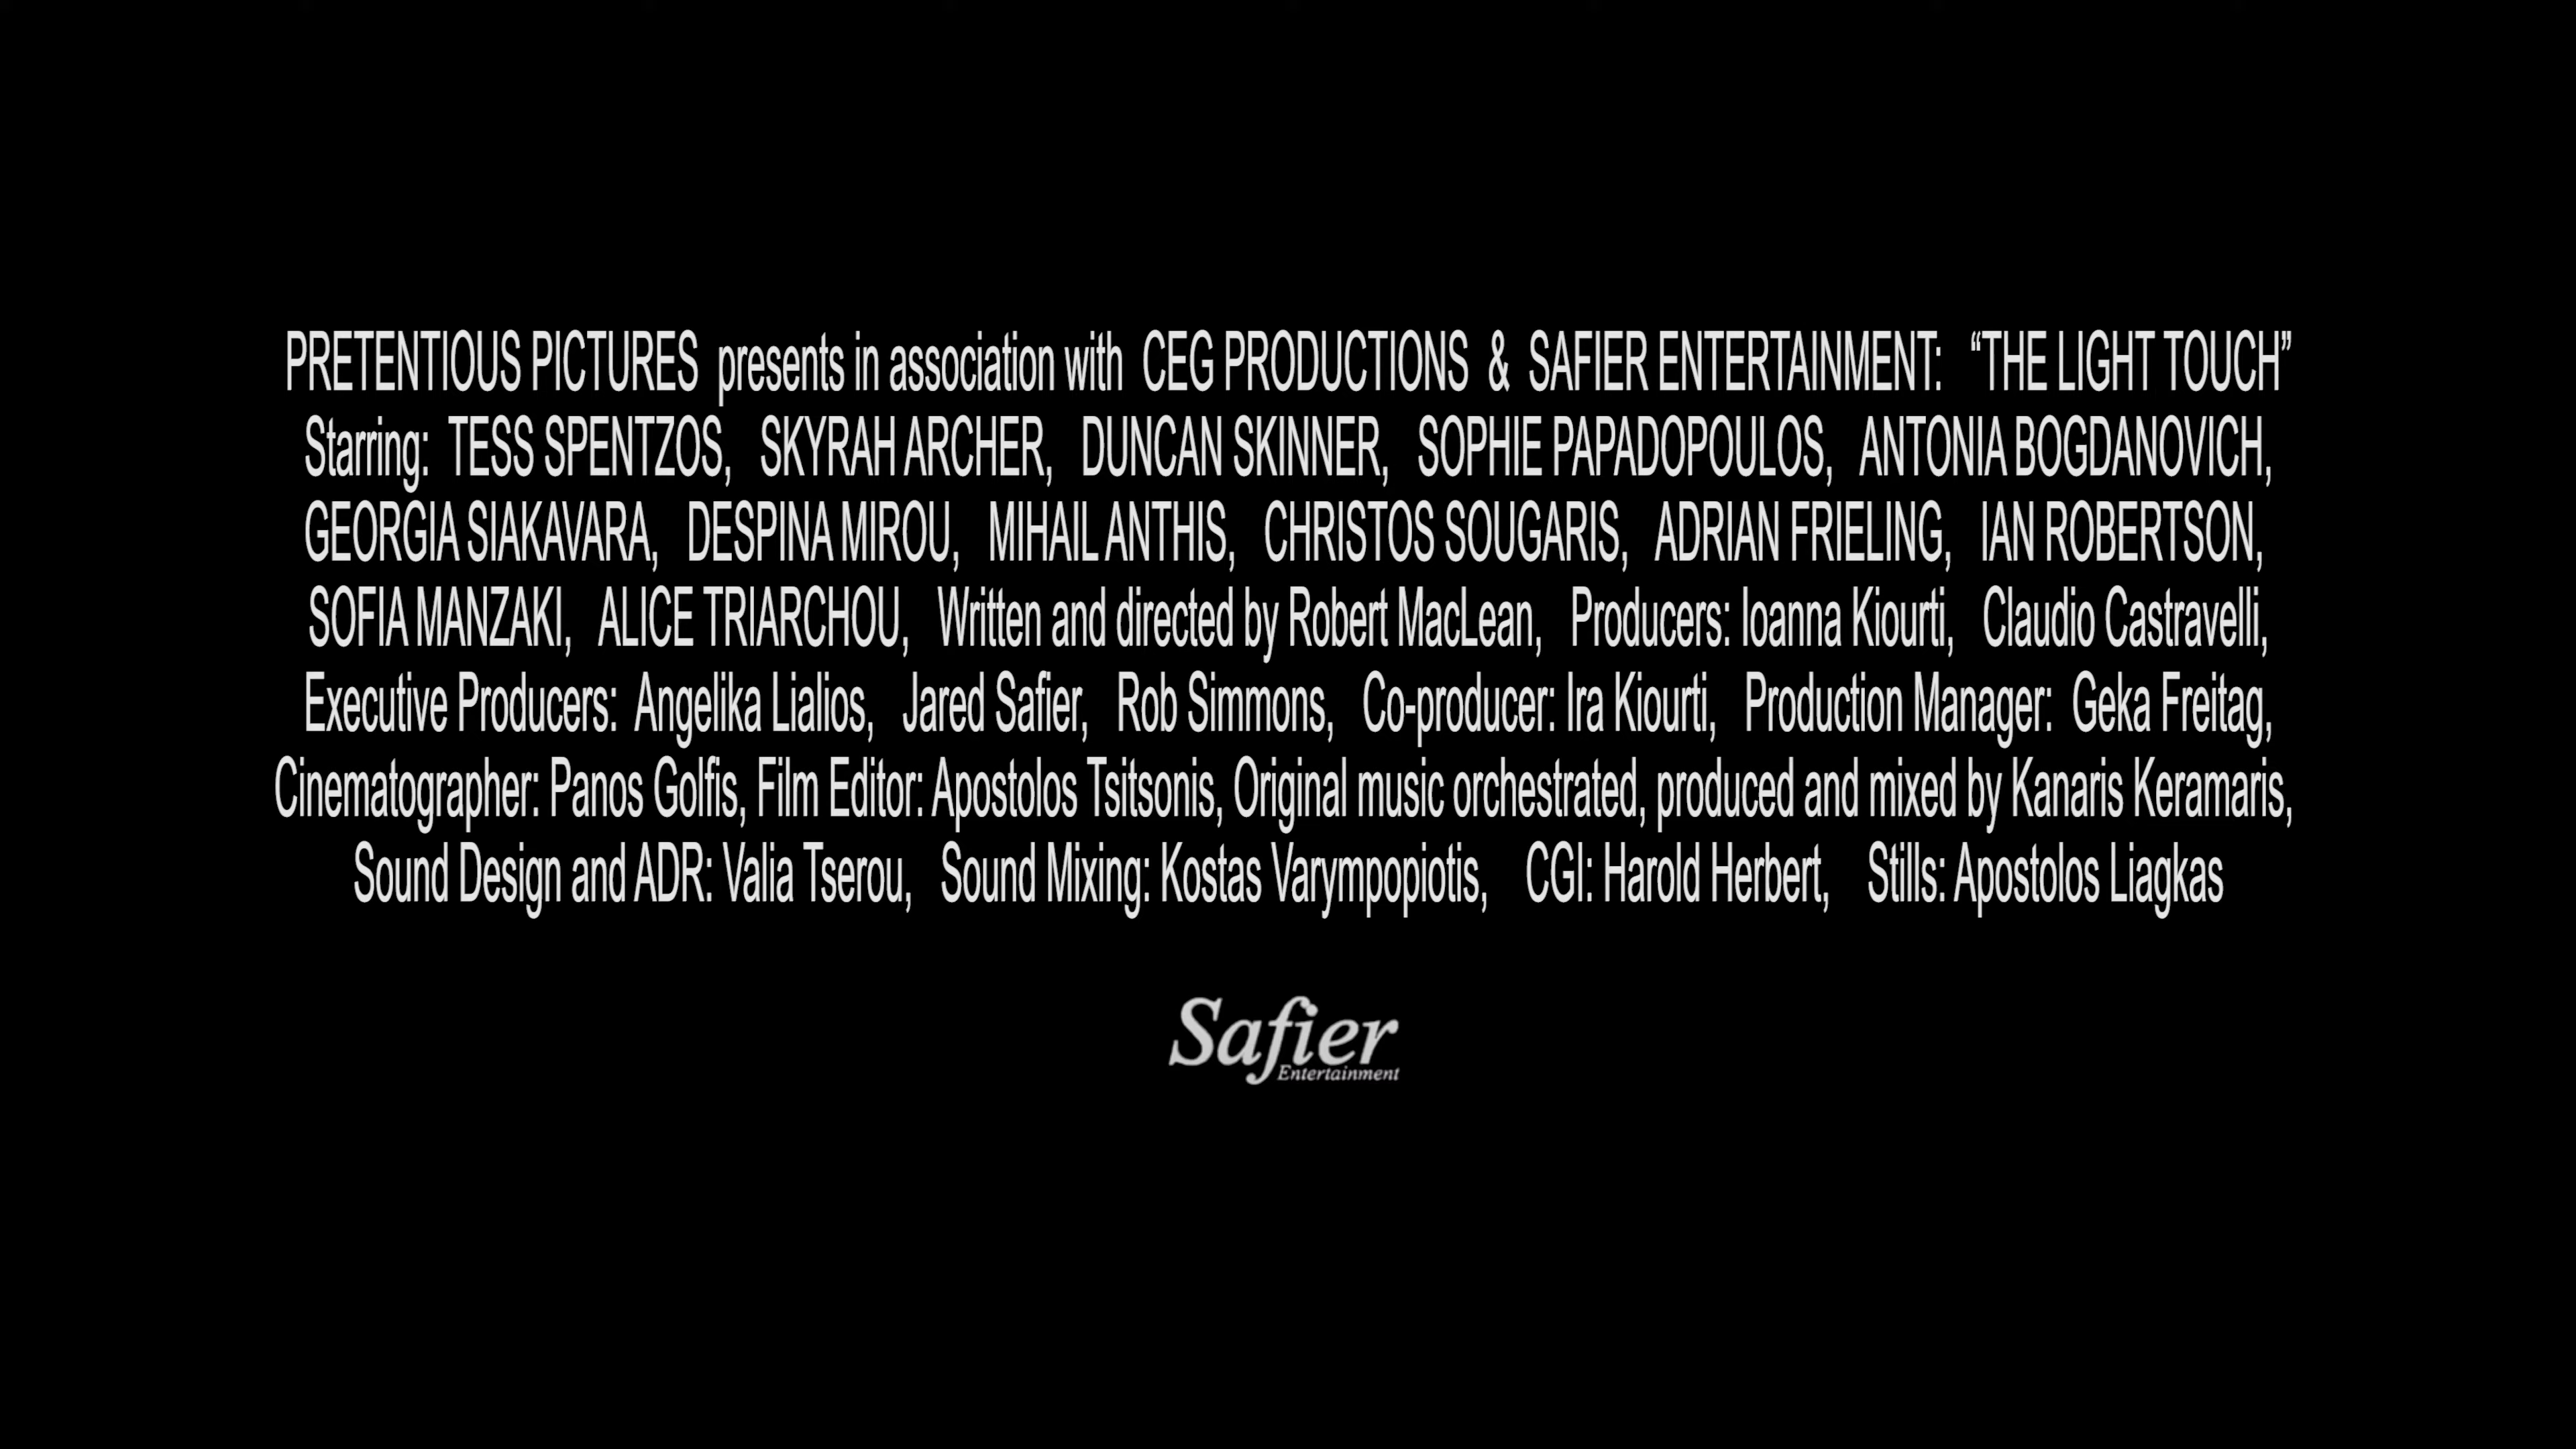 PRETENTIOUS PICTURES presents in association with CEG PRODUCTIONS & SAFIER ENTERTAINMENT: “THE LIGHT TOUCH”
Starring: TESS SPENTZOS, SKYRAH ARCHER, DUNCAN SKINNER, SOPHIE PAPADOPOULOS, ANTONIA BOGDANOVICH,
GEORGIA SIAKAVARA, DESPINA MIROU, MIHAIL ANTHIS, CHRISTOS SOUGARIS, ADRIAN FRIELING, IAN ROBERTSON,
SOFIA MANZAKI, ALICE TRIARCHOU, Written and directed by Robert MacLean, Producers: Ioanna Kiourti, Claudio Castravelli,
Executive Producers: Angelika Lialios, Jared Safier, Rob Simmons, Co-producer: Ira Kiourti, Production Manager: Geka Freitag,
Cinematographer: Panos Golfis, Film Editor: Apostolos Tsitsonis, Original music orchestrated, produced and mixed by Kanaris Keramaris,
Sound Design and ADR: Valia Tserou, Sound Mixing: Kostas Varympopiotis, CGI: Harold Herbert, Stills: Apostolos Liagkas
Safier
Entertainment